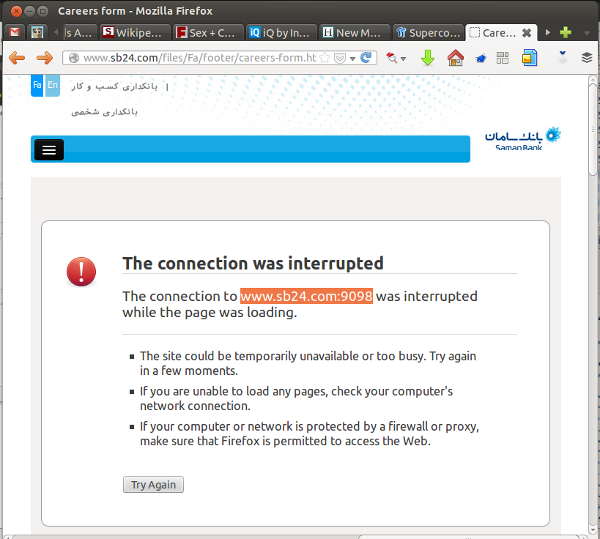 Careers form - Mozilla Firefox
ls A...
Wikipe...
Sex + C...
iQ by In...
New M...
Superco...
Caree...
www.sb24.com/files/Fa/footer/careers-form.ht
Fa En بانکداری کسب و کار |
بانکداری شخصی
بانک سامان
Saman Bank
The connection was interrupted
The connection to www.sb24.com:9098 was interrupted
while the page was loading.
The site could be temporarily unavailable or too busy. Try again
in a few moments.
If you are unable to load any pages, check your computer's
network connection.
If your computer or network is protected by a firewall or proxy,
make sure that Firefox is permitted to access the Web.
Try Again